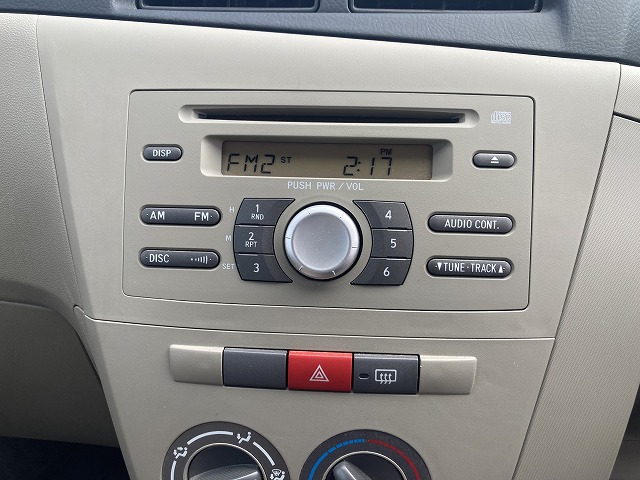 DISP
FM2 ST PM 2:17
PUSH PWR/VOL
AM FM·
H 1 RND
4
AUDIO CONT.
M 2 RPT
5
DISC
SET 3
6
▼TUNE·TRACK▲